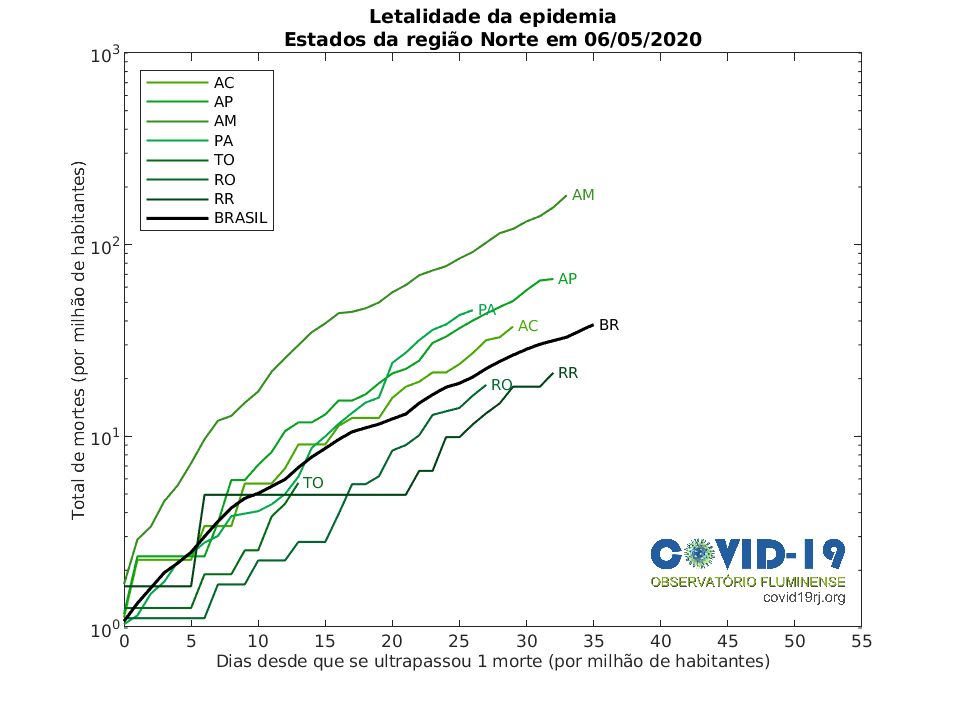 Letalidade da epidemia
Estados da região Norte em 06/05/2020
Total de mortes (por milhão de habitantes)
10³
10²
10¹
10⁰
AC
AP
AM
PA
TO
RO
RR
BRASIL
AM
AP
PA
AC
BR
RR
RO
TO
COVID-19
OBSERVATÓRIO FLUMINENSE
covid19rj.org
0 5 10 15 20 25 30 35 40 45 50 55
Dias desde que se ultrapassou 1 morte (por milhão de habitantes)